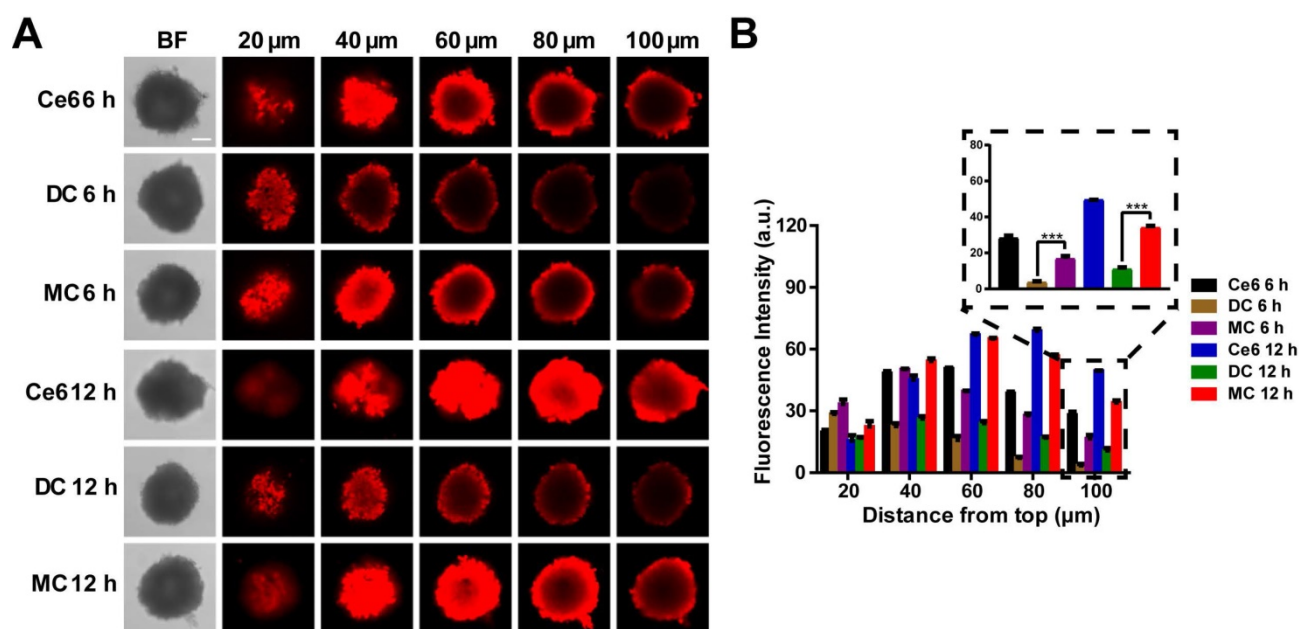 A
BF 20 µm 40 µm 60 µm 80 µm 100 µm
Ce6 6 h
DC 6 h
MC 6 h
Ce6 12 h
DC 12 h
MC 12 h
B
80
60
40
20
0
*** ***
120
90
60
30
0
Fluorescence Intensity (a.u.)
20 40 60 80 100
Distance from top (µm)
Ce6 6 h
DC 6 h
MC 6 h
Ce6 12 h
DC 12 h
MC 12 h